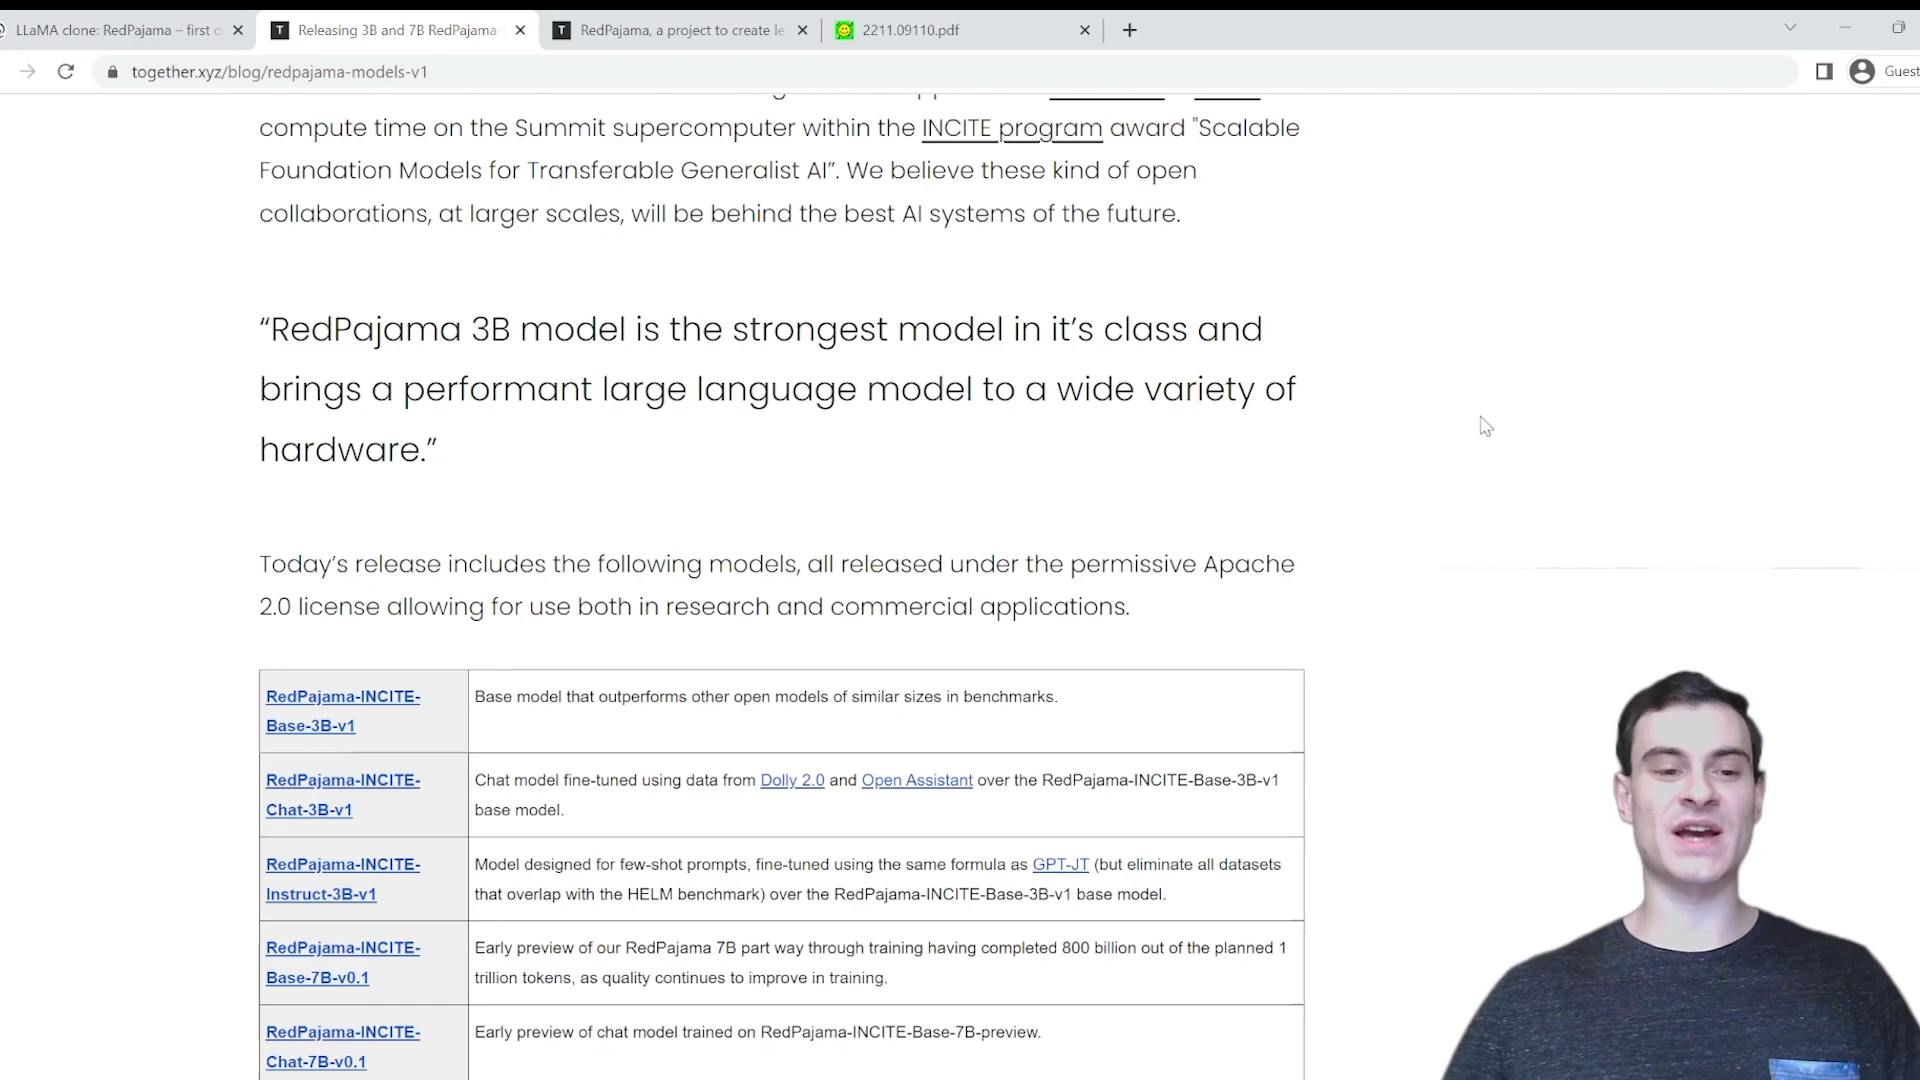 LLaMA clone: RedPajama – first o
Releasing 3B and 7B RedPajama-
RedPajama, a project to create le
2211.09110.pdf
together.xyz/blog/redpajama-models-v1
Guest
compute time on the Summit supercomputer within the INCITE program award "Scalable
Foundation Models for Transferable Generalist AI”. We believe these kind of open
collaborations, at larger scales, will be behind the best AI systems of the future.
“RedPajama 3B model is the strongest model in it’s class and
brings a performant large language model to a wide variety of
hardware.”
Today’s release includes the following models, all released under the permissive Apache
2.0 license allowing for use both in research and commercial applications.
RedPajama-INCITE-
Base-3B-v1
Base model that outperforms other open models of similar sizes in benchmarks.
RedPajama-INCITE-
Chat-3B-v1
Chat model fine-tuned using data from Dolly 2.0 and Open Assistant over the RedPajama-INCITE-Base-3B-v1
base model.
RedPajama-INCITE-
Instruct-3B-v1
Model designed for few-shot prompts, fine-tuned using the same formula as GPT-JT (but eliminate all datasets
that overlap with the HELM benchmark) over the RedPajama-INCITE-Base-3B-v1 base model.
RedPajama-INCITE-
Base-7B-v0.1
Early preview of our RedPajama 7B part way through training having completed 800 billion out of the planned 1
trillion tokens, as quality continues to improve in training.
RedPajama-INCITE-
Chat-7B-v0.1
Early preview of chat model trained on RedPajama-INCITE-Base-7B-preview.